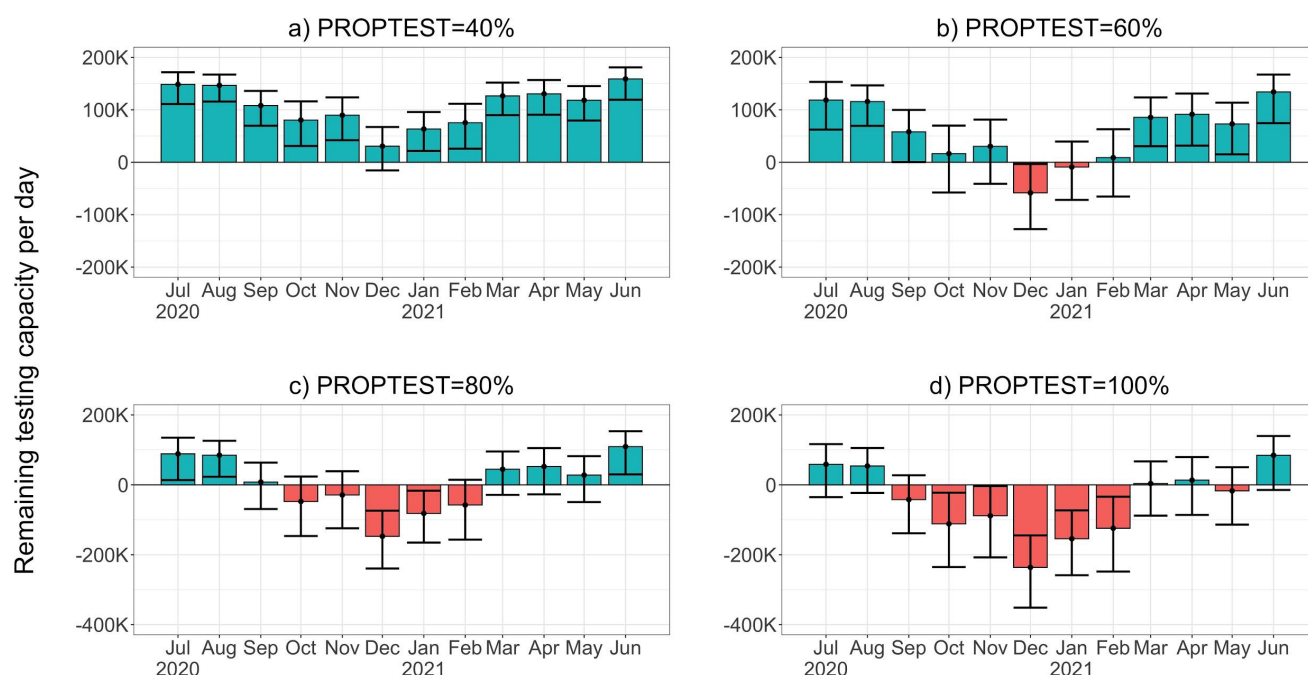 Remaining testing capacity per day
a) PROPTEST=40%
200K
100K
0
-100K
-200K
Jul Aug Sep Oct Nov Dec Jan Feb Mar Apr May Jun
2020 2021
b) PROPTEST=60%
200K
100K
0
-100K
-200K
Jul Aug Sep Oct Nov Dec Jan Feb Mar Apr May Jun
2020 2021
c) PROPTEST=80%
200K
0
-200K
-400K
Jul Aug Sep Oct Nov Dec Jan Feb Mar Apr May Jun
2020 2021
d) PROPTEST=100%
200K
0
-200K
-400K
Jul Aug Sep Oct Nov Dec Jan Feb Mar Apr May Jun
2020 2021